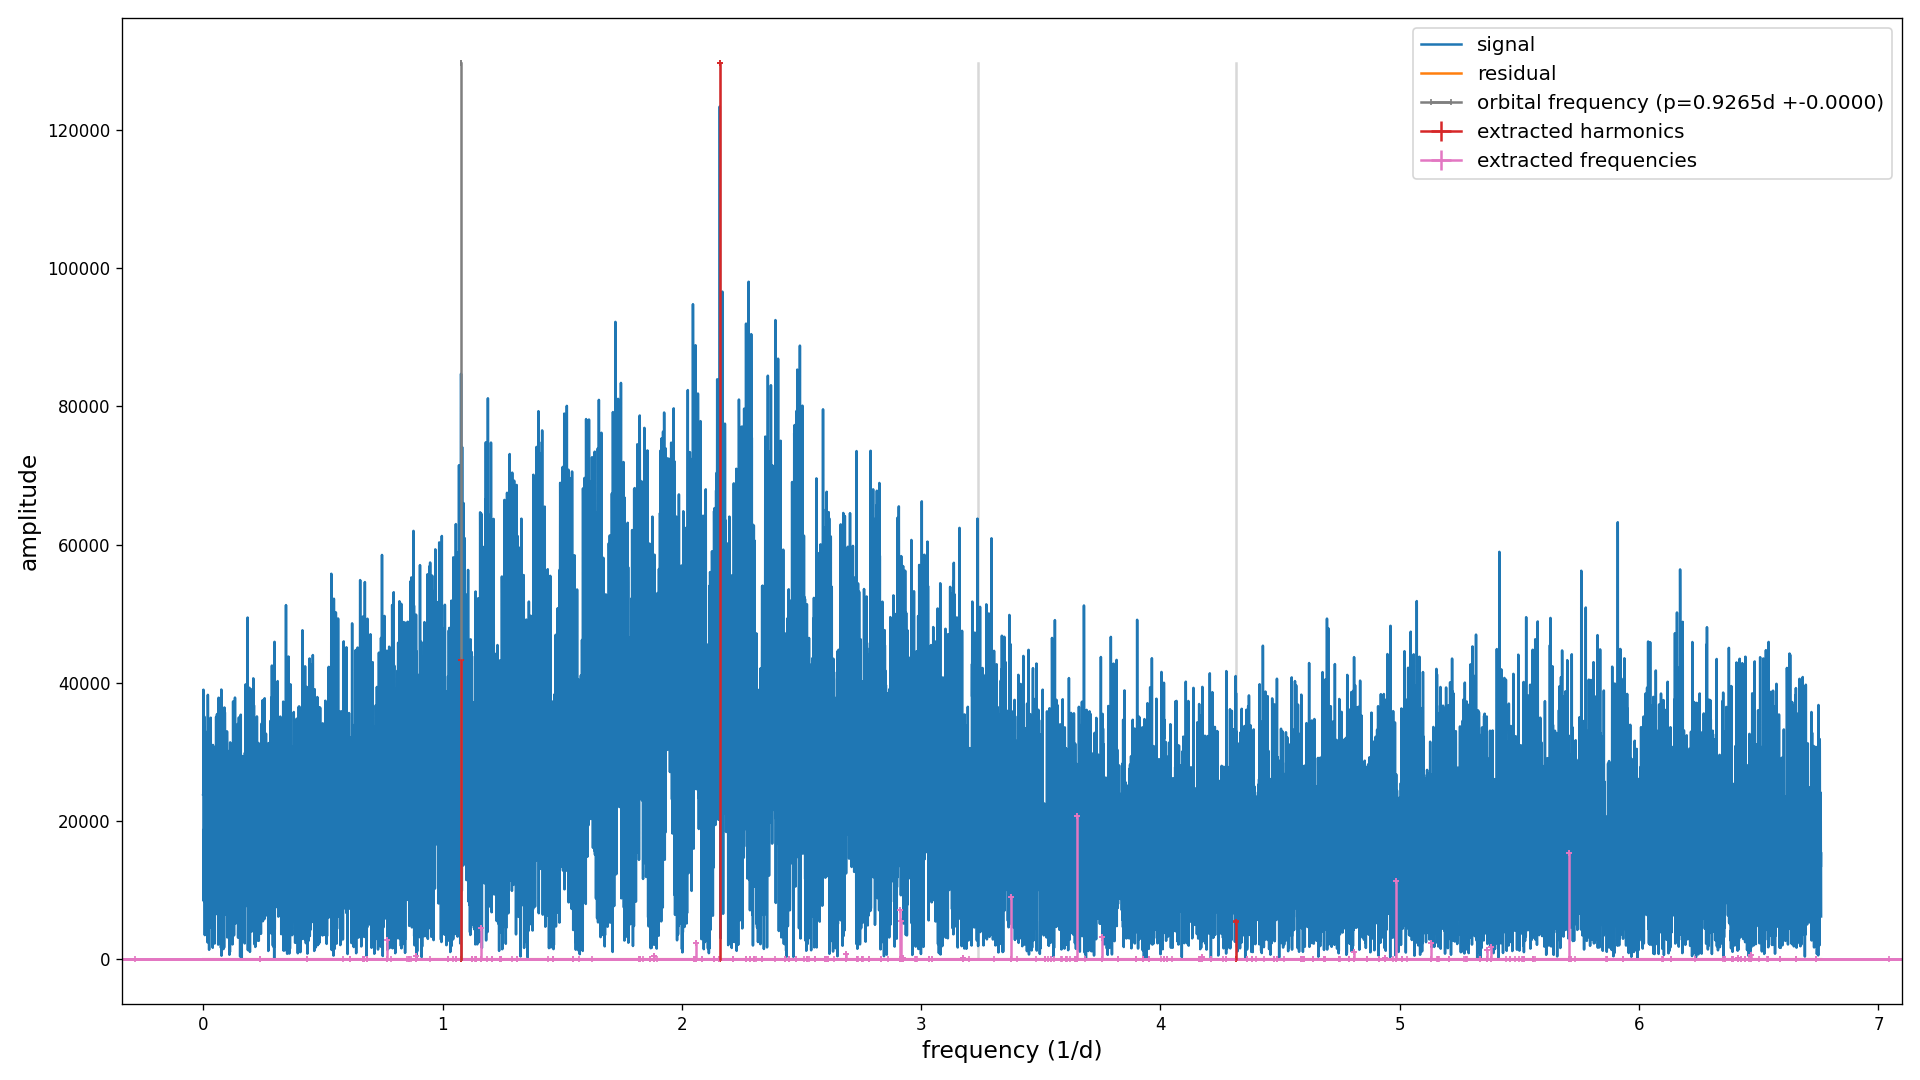 signal
residual
orbital frequency (p=0.9265d +-0.0000)
extracted harmonics
extracted frequencies
amplitude
120000
100000
80000
60000
40000
20000
0
0 1 2 3 4 5 6 7
frequency (1/d)